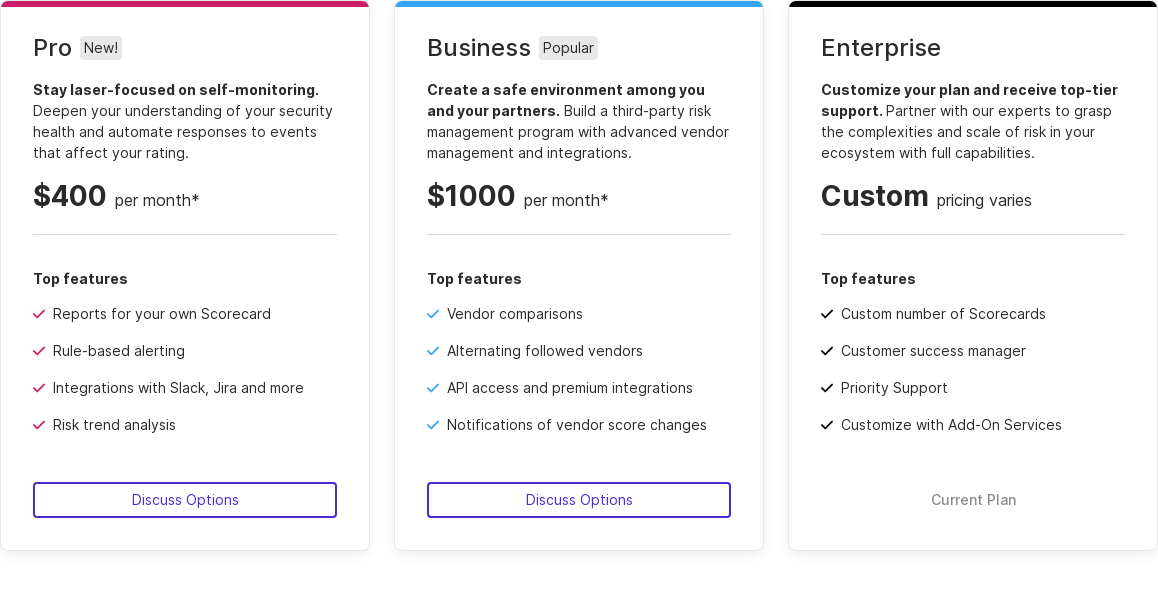 Pro New!
Stay laser-focused on self-monitoring.
Deepen your understanding of your security
health and automate responses to events
that affect your rating.
$400 per month*
Top features
Reports for your own Scorecard
Rule-based alerting
Integrations with Slack, Jira and more
Risk trend analysis
Discuss Options
Business Popular
Create a safe environment among you
and your partners. Build a third-party risk
management program with advanced vendor
management and integrations.
$1000 per month*
Top features
Vendor comparisons
Alternating followed vendors
API access and premium integrations
Notifications of vendor score changes
Discuss Options
Enterprise
Customize your plan and receive top-tier
support. Partner with our experts to grasp
the complexities and scale of risk in your
ecosystem with full capabilities.
Custom pricing varies
Top features
Custom number of Scorecards
Customer success manager
Priority Support
Customize with Add-On Services
Current Plan